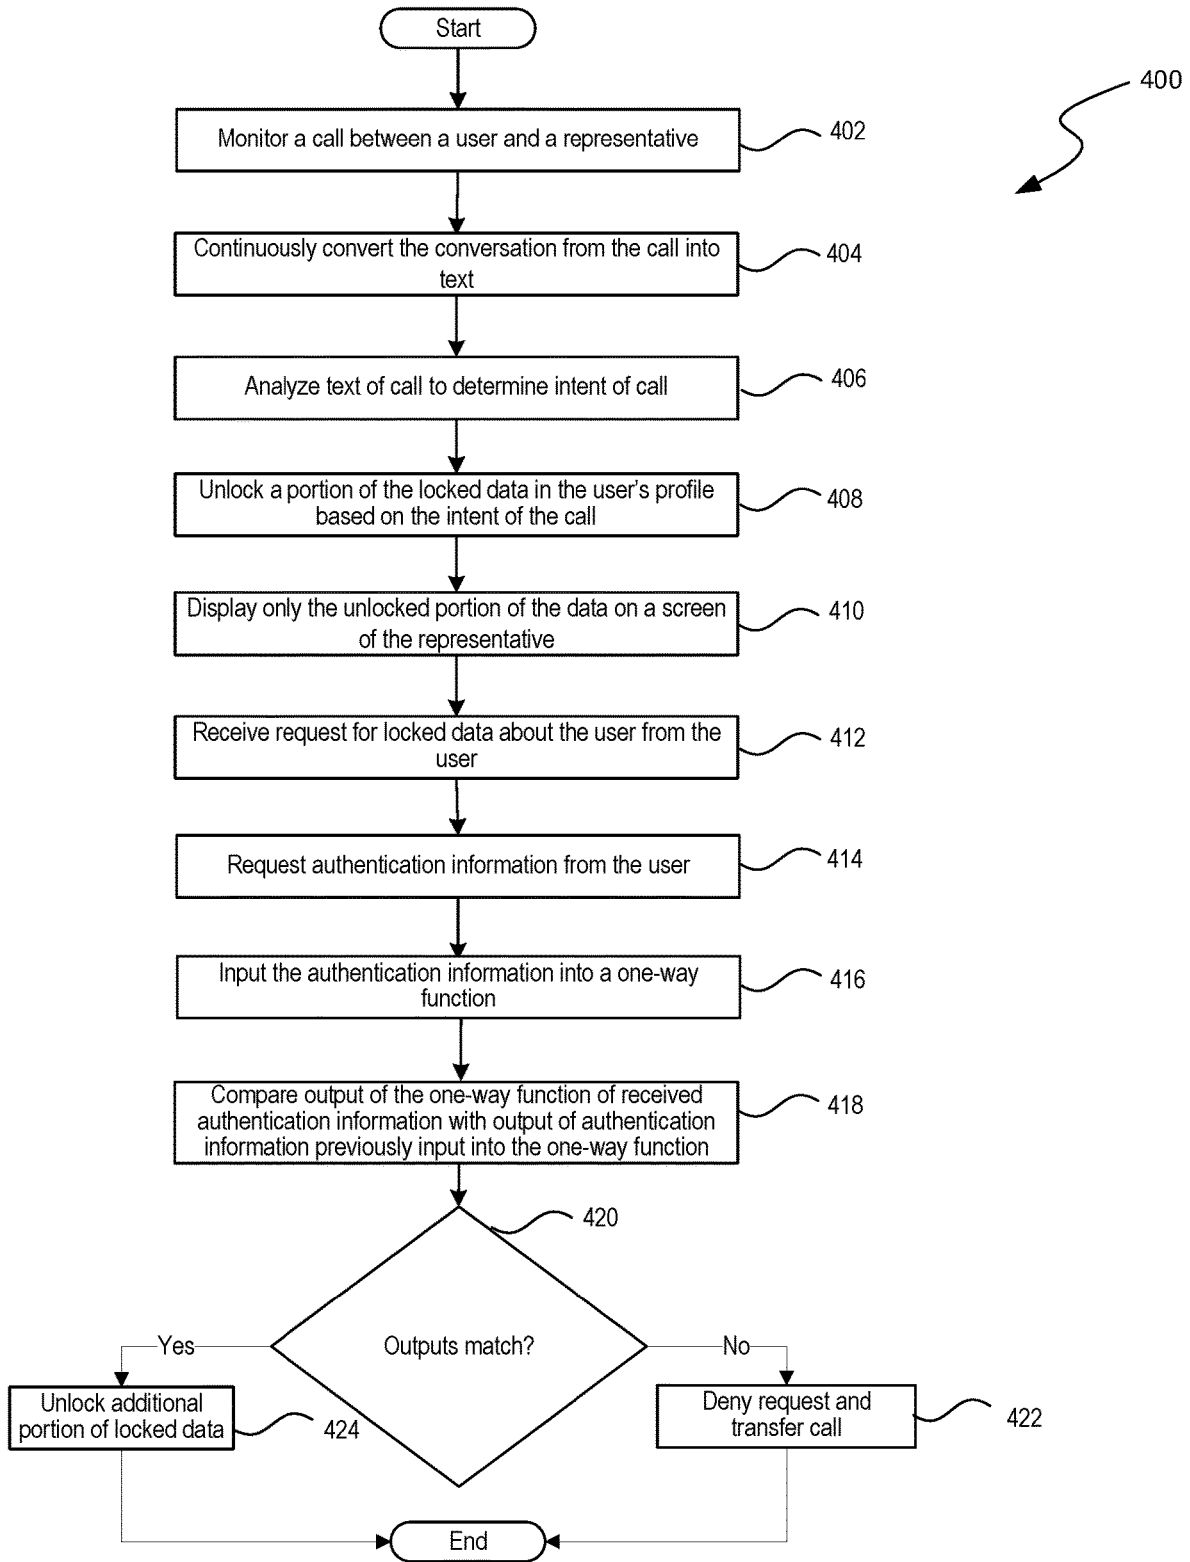 Start
400
Monitor a call between a user and a representative
402
Continuously convert the conversation from the call into
text
404
Analyze text of call to determine intent of call
406
Unlock a portion of the locked data in the user's profile
based on the intent of the call
408
Display only the unlocked portion of the data on a screen
of the representative
410
Receive request for locked data about the user from the
user
412
Request authentication information from the user
414
Input the authentication information into a one-way
function
416
Compare output of the one-way function of received
authentication information with output of authentication
information previously input into the one-way function
418
420
Outputs match?
Yes
No
Unlock additional
portion of locked data
424
Deny request and
transfer call
422
End